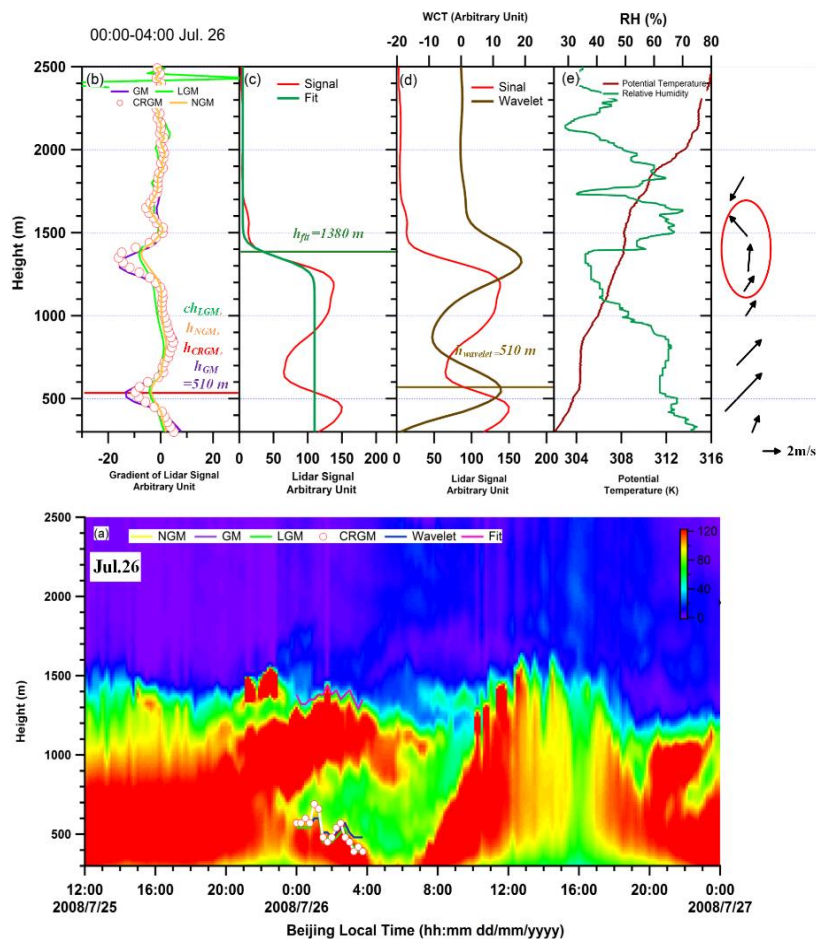 WCT (Arbitrary Unit)
RH (%)
-20 -10 0 10 20
30 40 50 60 70 80
00:00-04:00 Jul. 26
2500
2000
1500
1000
500
Height (m)
(b)
GM LGM
CRGM NGM
chLGM,
hNGM,
hCRGM,
hGM
=510 m
-20 0 20
Gradient of Lidar Signal
Arbitrary Unit
(c)
Signal
Fit
hfit=1380 m
0 50 100 150 200
Lidar Signal
Arbitrary Unit
(d)
Sinal
Wavelet
hwavelet=510 m
0 50 100 150 200
Lidar Signal
Arbitrary Unit
(e)
Potential Temperature
Relative Humidity
304 308 312 316
Potential
Temperature (K)
2m/s
(a)
NGM GM LGM CRGM Wavelet Fit
Jul.26
120
80
40
0
2500
2000
1500
1000
500
Height (m)
12:00 16:00 20:00 0:00 4:00 8:00 12:00 16:00 20:00 0:00
2008/7/25 2008/7/26 2008/7/27
Beijing Local Time (hh:mm dd/mm/yyyy)